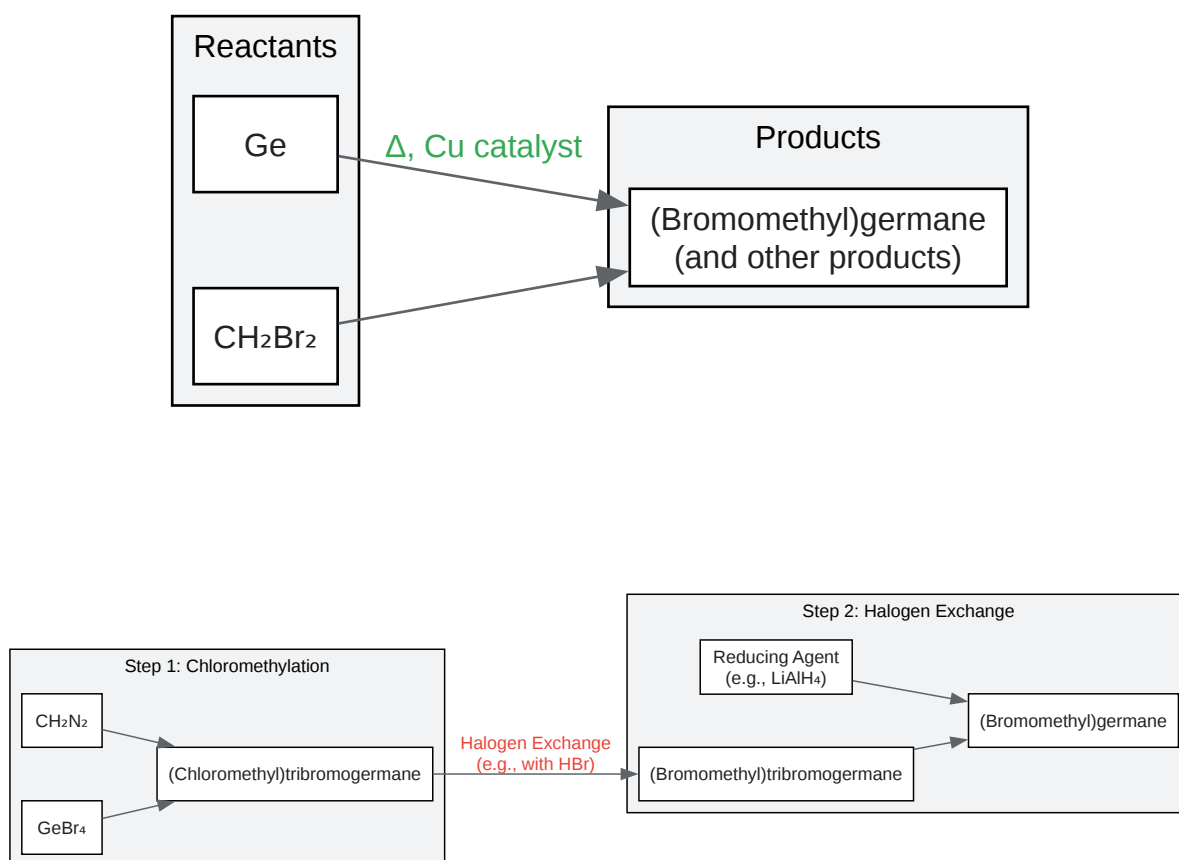 Reactants
Ge
CH₂Br₂
Δ, Cu catalyst
Products
(Bromomethyl)germane
(and other products)
Step 1: Chloromethylation
CH₂N₂
GeBr₄
(Chloromethyl)tribromogermane
Halogen Exchange
(e.g., with HBr)
Step 2: Halogen Exchange
Reducing Agent
(e.g., LiAlH₄)
(Bromomethyl)tribromogermane
(Bromomethyl)germane